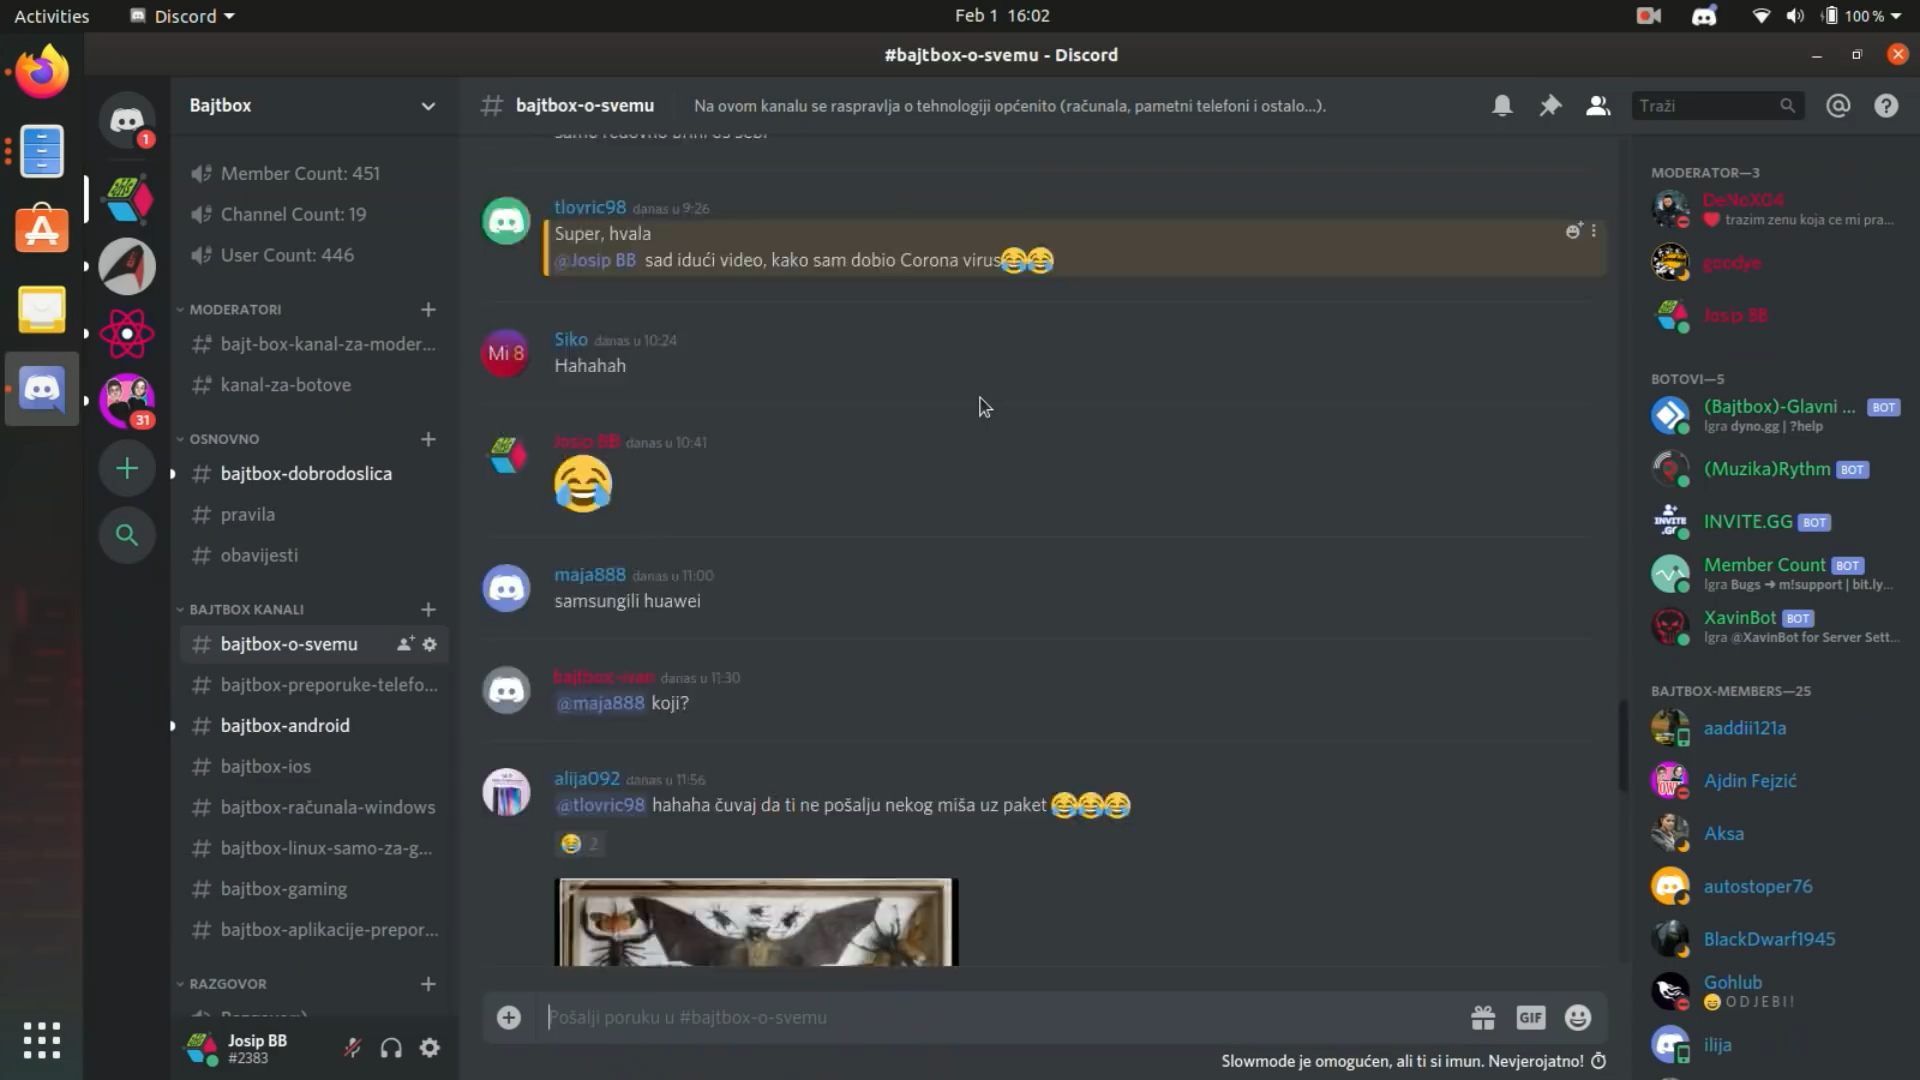 Activities
Discord
Feb 1 16:02
100 %
#bajtbox-o-svemu - Discord
1
31
Bajtbox
Member Count: 451
Channel Count: 19
User Count: 446
MODERATORI
bajt-box-kanal-za-moder...
kanal-za-botove
OSNOVNO
# bajtbox-dobrodoslica
# pravila
# obavijesti
BAJTBOX KANALI
# bajtbox-o-svemu
# bajtbox-preporuke-telefo...
# bajtbox-android
# bajtbox-ios
# bajtbox-računala-windows
# bajtbox-linux-samo-za-g...
# bajtbox-gaming
# bajtbox-aplikacije-prepor...
RAZGOVOR
Josip BB
#2383
# bajtbox-o-svemu
Na ovom kanalu se raspravlja o tehnologiji općenito (računala, pametni telefoni i ostalo...).
Traži
tlovric98 danas u 9:26
Super, hvala
@Josip BB sad idući video, kako sam dobio Corona virus😂😂
Mi 8
Siko danas u 10:24
Hahahah
Josip BB danas u 10:41
😂
maja888 danas u 11:00
samsungili huawei
bajtbox-ivan danas u 11:30
@maja888 koji?
alija092 danas u 11:56
@tlovric98 hahaha čuvaj da ti ne pošalju nekog miša uz paket 😂😂😂
😂 2
Pošalji poruku u #bajtbox-o-svemu
GIF
Slowmode je omogućen, ali ti si imun. Nevjerojatno!
MODERATOR—3
DeNoX04
❤ trazim zenu koja ce mi pra...
goodye
Josip BB
BOTOVI—5
(Bajtbox)-Glavni ... BOT
Igra dyno.gg | ?help
(Muzika)Rythm BOT
INVITE.GG BOT
Member Count BOT
Igra Bugs ➜ m!support | bit.ly...
XavinBot BOT
Igra @XavinBot for Server Sett...
BAJTBOX-MEMBERS—25
aaddii121a
Ajdin Fejzić
Aksa
autostoper76
BlackDwarf1945
Gohlub
😄 O D J E B I !
ilija